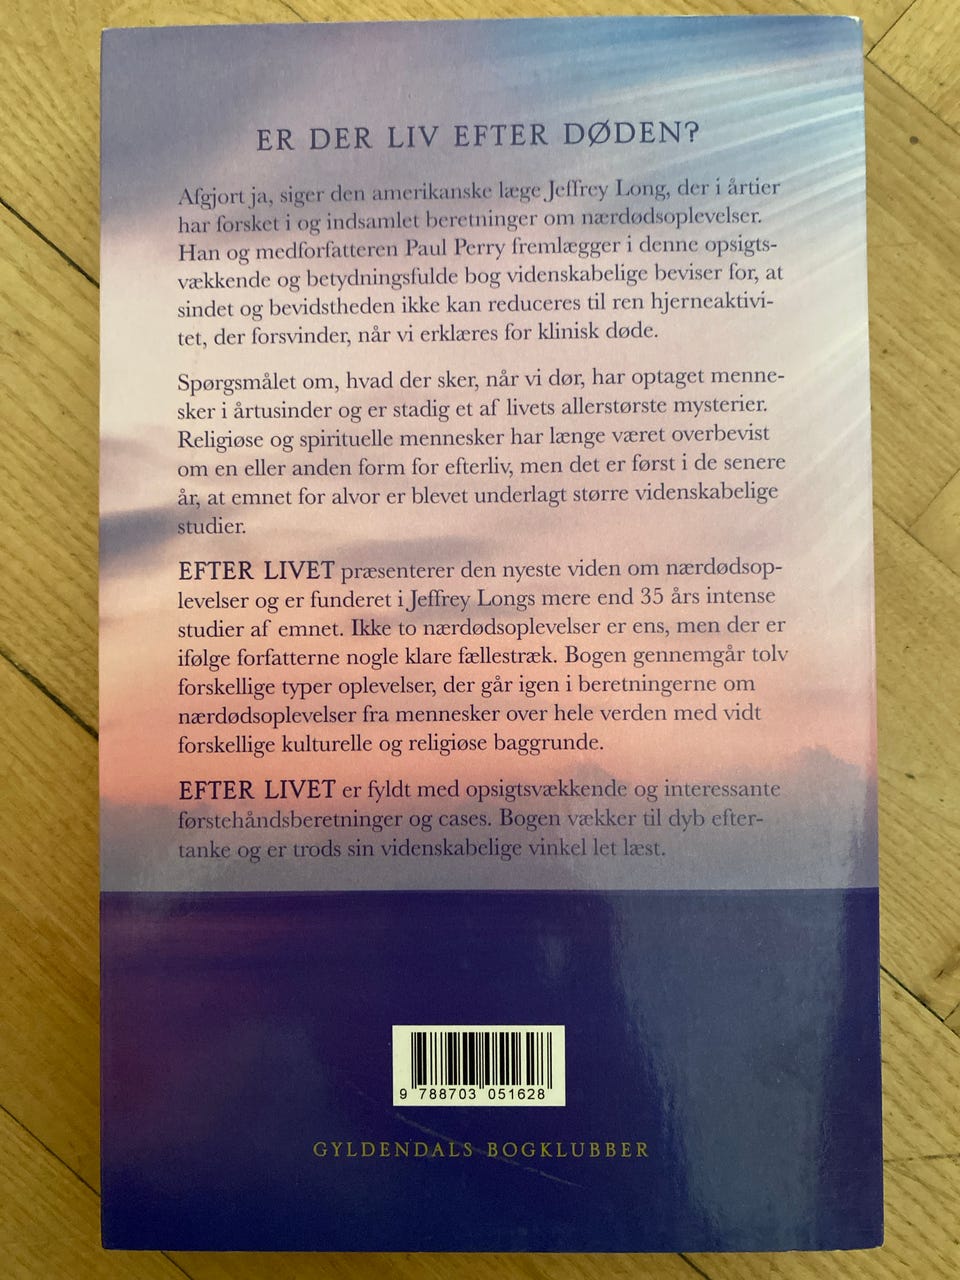 ER DER LIV EFTER DØDEN?
Afgjort ja, siger den amerikanske læge Jeffrey Long, der i årtier
har forsket i og indsamlet beretninger om nærdødsoplevelser.
Han og medforfatteren Paul Perry fremlægger i denne opsigts-
vækkende og betydningsfulde bog videnskabelige beviser for, at
sindet og bevidstheden ikke kan reduceres til ren hjerneaktivi-
tet, der forsvinder, når vi erklæres for klinisk døde.
Spørgsmålet om, hvad der sker, når vi dør, har optaget menne-
sker i årtusinder og er stadig et af livets allerstørste mysterier.
Religiøse og spirituelle mennesker har længe været overbevist
om en eller anden form for efterliv, men det er først i de senere
år, at emnet for alvor er blevet underlagt større videnskabelige
studier.
EFTER LIVET præsenterer den nyeste viden om nærdødsop-
levelser og er funderet i Jeffrey Longs mere end 35 års intense
studier af emnet. Ikke to nærdødsoplevelser er ens, men der er
ifølge forfatterne nogle klare fællestræk. Bogen gennemgår tolv
forskellige typer oplevelser, der går igen i beretningerne om
nærdødsoplevelser fra mennesker over hele verden med vidt
forskellige kulturelle og religiøse baggrunde.
EFTER LIVET er fyldt med opsigtsvækkende og interessante
førstehåndsberetninger og cases. Bogen vækker til dyb efter-
tanke og er trods sin videnskabelige vinkel let læst.
9 788703 051628
GYLDENDALS BOGKLUBBER